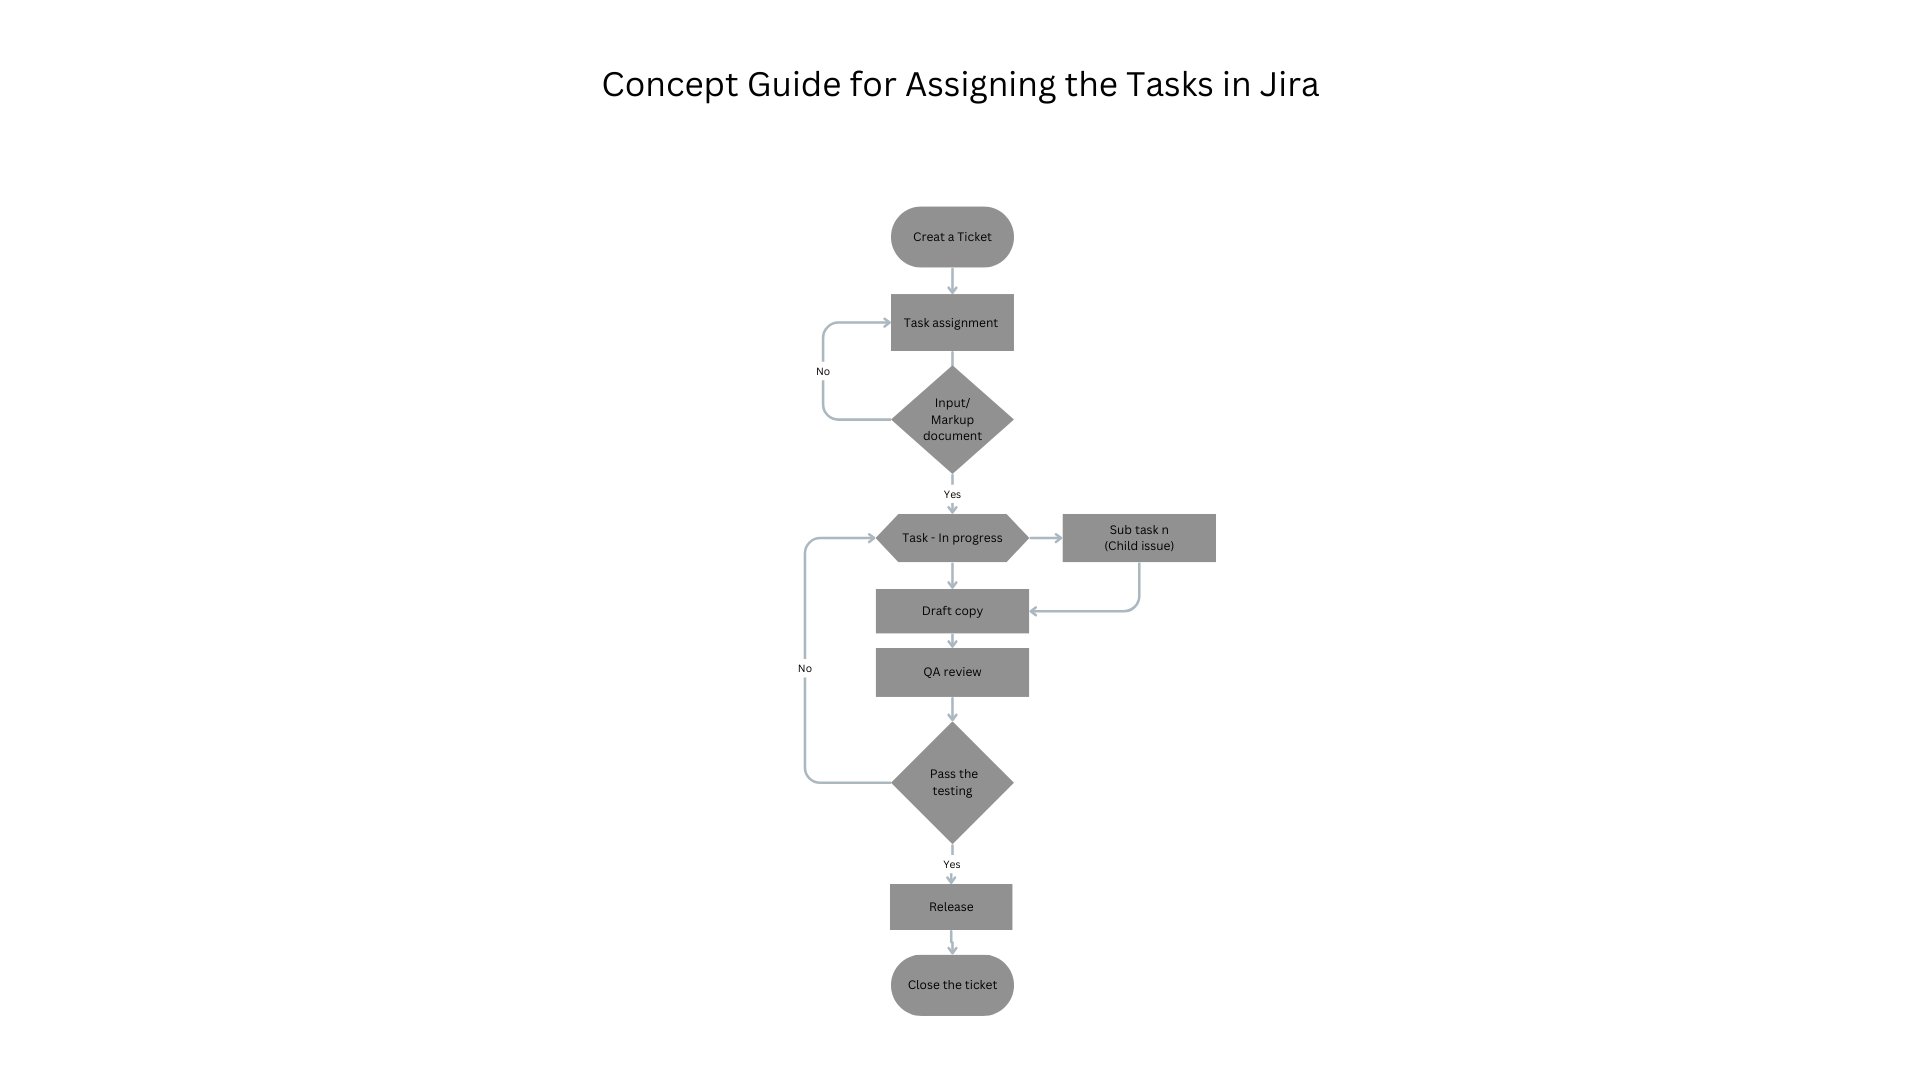 Concept Guide for Assigning the Tasks in Jira
Creat a Ticket
Task assignment
No
Input/
Markup
document
Yes
Task - In progress
Sub task n
(Child issue)
Draft copy
No
QA review
Pass the
testing
Yes
Release
Close the ticket